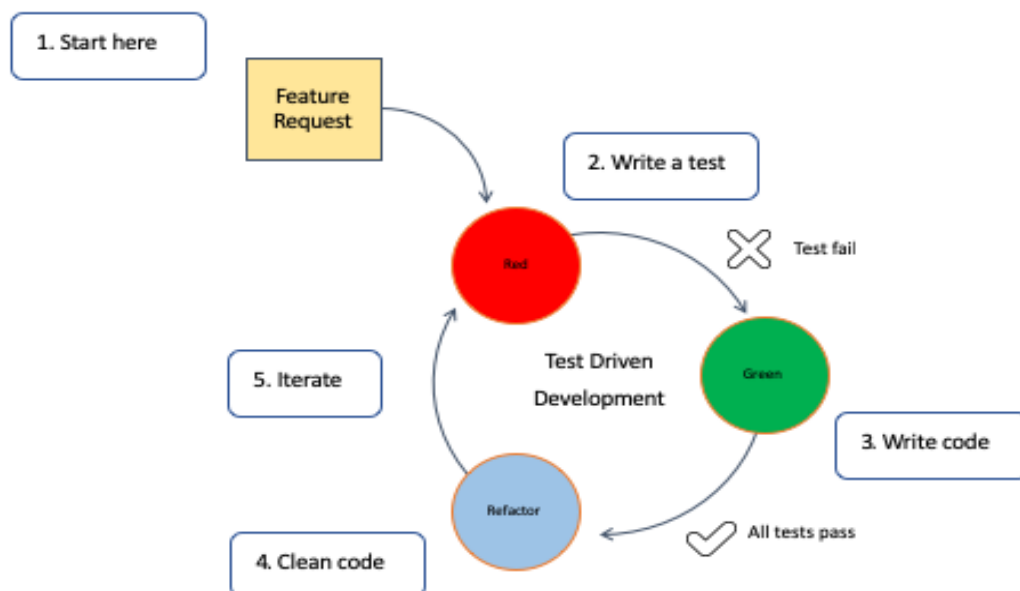 1. Start here
Feature
Request
2. Write a test
Red
Test fail
Test Driven
Development
Green
5. Iterate
3. Write code
Refactor
All tests pass
4. Clean code